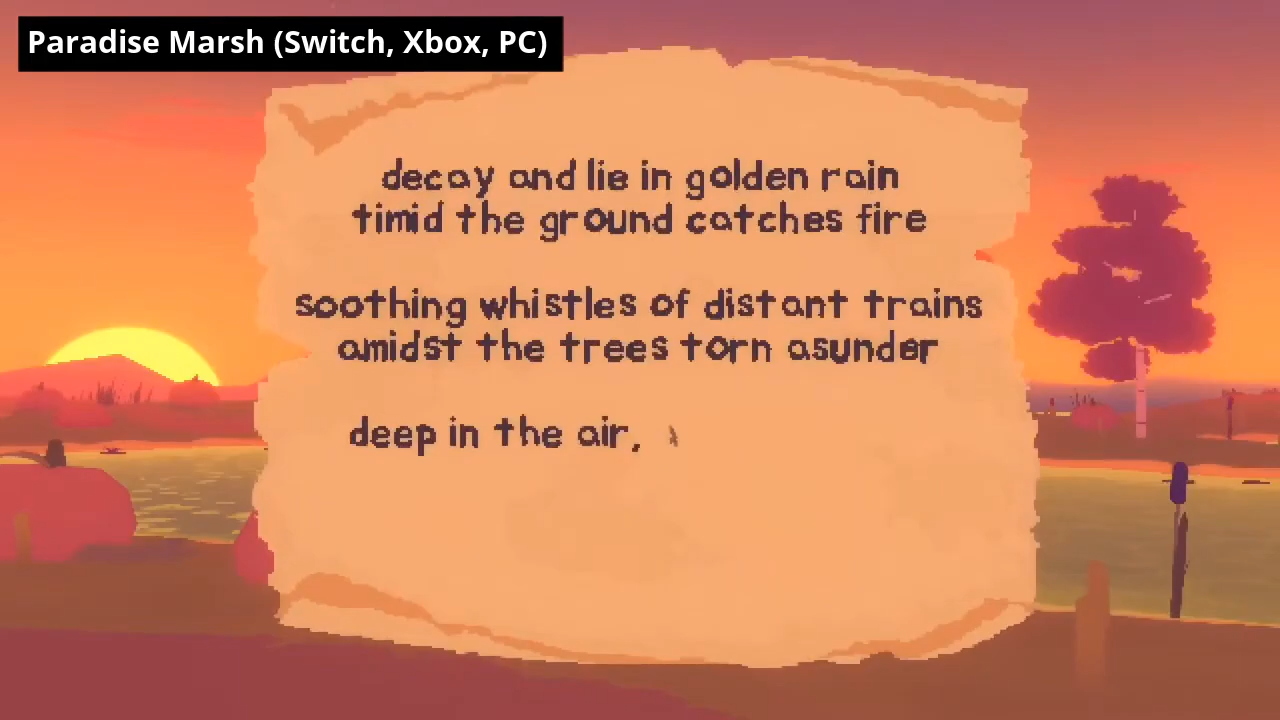 Paradise Marsh (Switch, Xbox, PC)
decay and lie in golden rain
timid the ground catches fire
soothing whistles of distant trains
amidst the trees torn asunder
deep in the air,